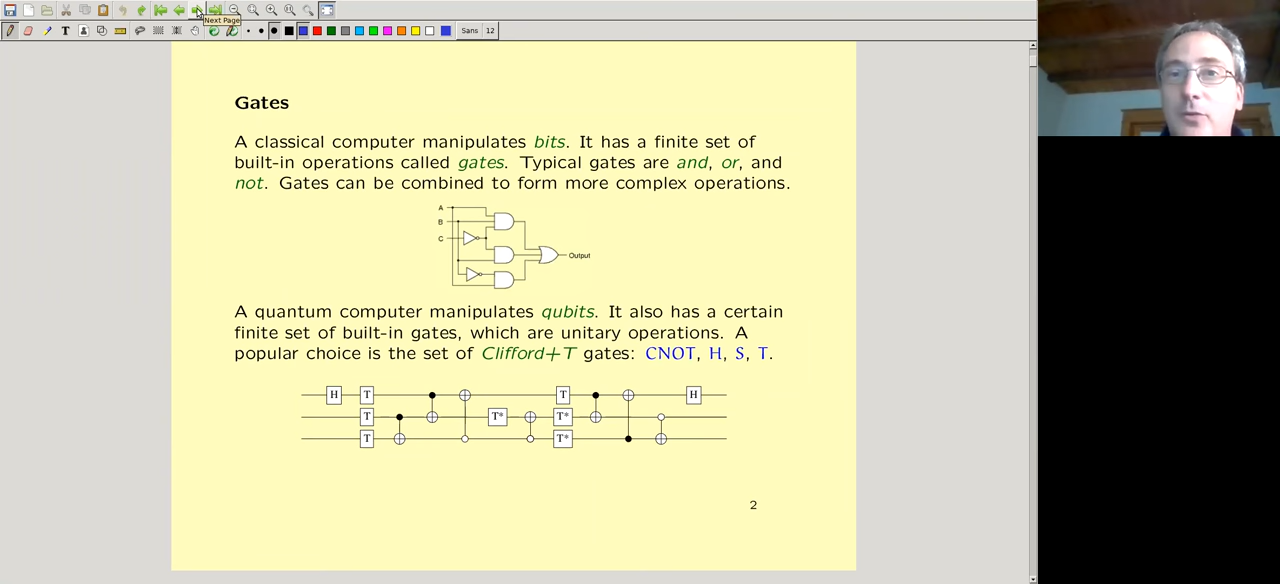 Next Page
T
Sans 12
Gates
A classical computer manipulates bits. It has a finite set of
built-in operations called gates. Typical gates are and, or, and
not. Gates can be combined to form more complex operations.
A
B
C
Output
A quantum computer manipulates qubits. It also has a certain
finite set of built-in gates, which are unitary operations. A
popular choice is the set of Clifford+T gates: CNOT, H, S, T.
H T T H
T T* T*
T T*
2